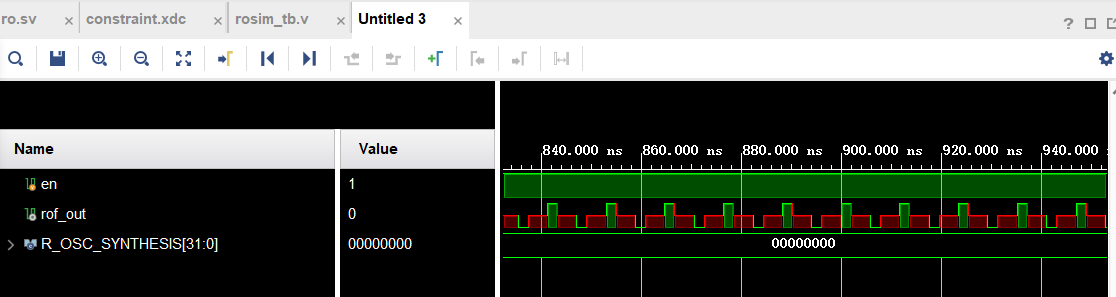 ro.sv × constraint.xdc × rosim_tb.v × Untitled 3 ×
?
840.000 ns 860.000 ns 880.000 ns 900.000 ns 920.000 ns 940.000 n
Name Value
en 1
rof_out 0
R_OSC_SYNTHESIS[31:0] 00000000 00000000